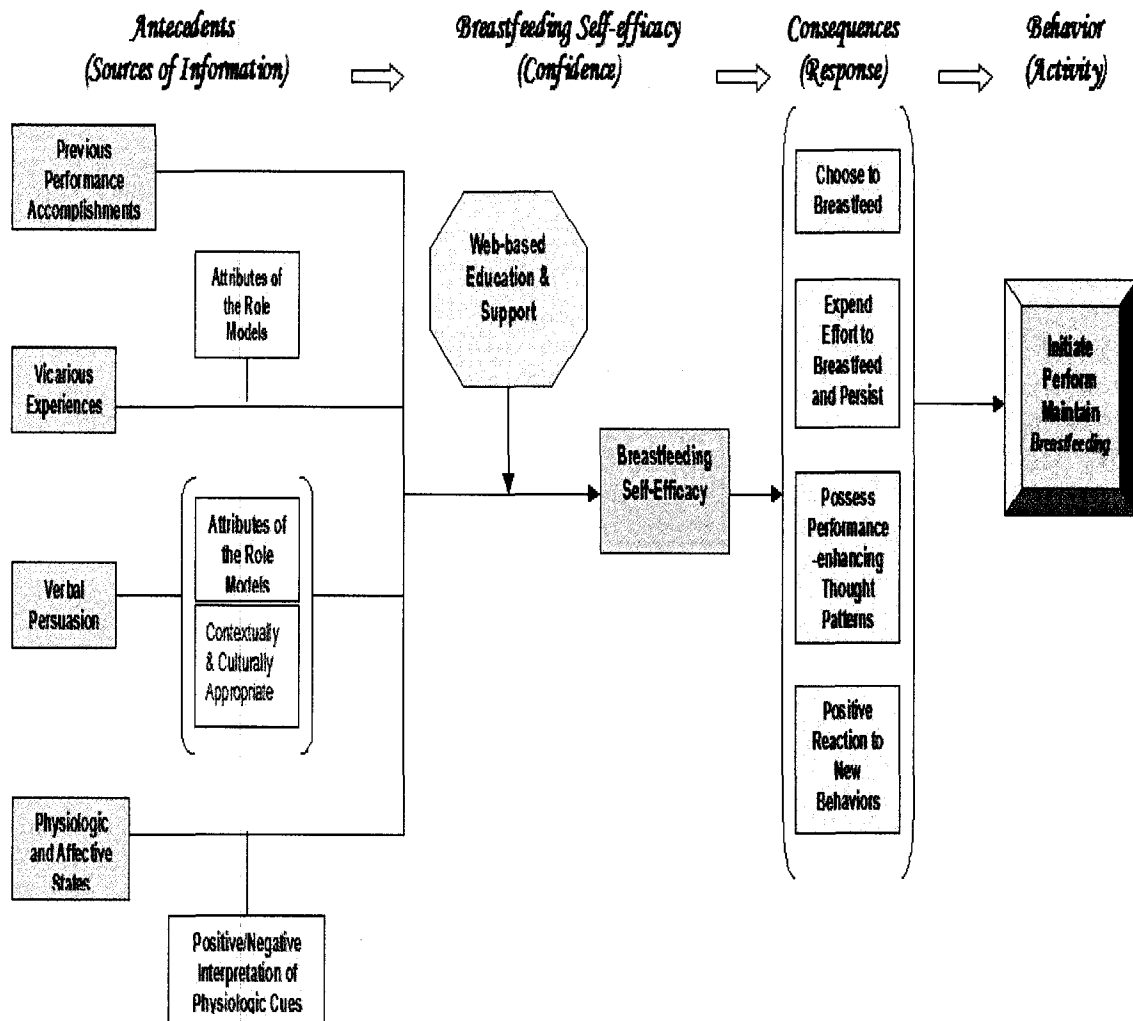 Antecedents
(Sources of Information)
Breastfeeding Self-efficacy
(Confidence)
Consequences
(Response)
Behavior
(Activity)
Previous
Performance
Accomplishments
Attributes of
the Role
Models
Vicarious
Experiences
Attributes of
the Role
Models
Verbal
Persuasion
Contextually
& Culturally
Appropriate
Physiologic
and Affective
States
Positive/Negative
Interpretation of
Physiologic Cues
Web-based
Education &
Support
Breastfeeding
Self-Efficacy
Choose to
Breastfeed
Expend
Effort to
Breastfeed
and Persist
Possess
Performance
-enhancing
Thought
Patterns
Positive
Reaction to
New
Behaviors
Initiate
Perform
Maintain
Breastfeeding